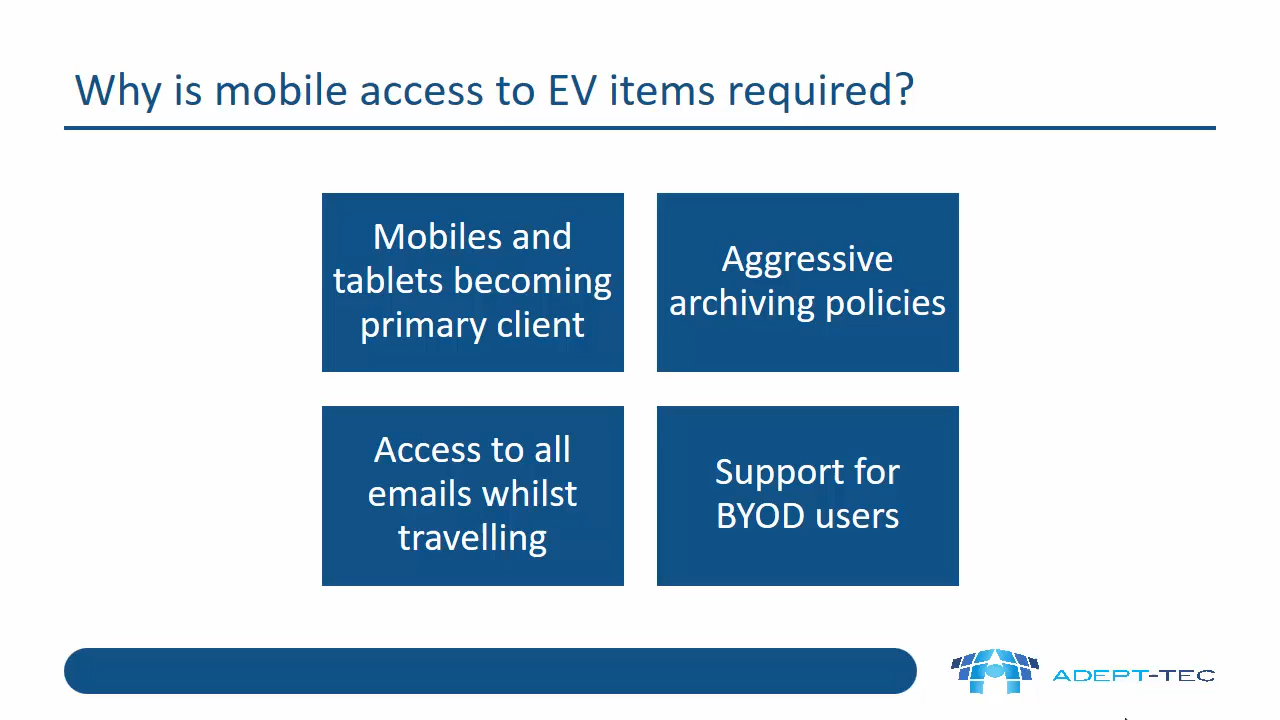 Why is mobile access to EV items required?
Mobiles and
tablets becoming
primary client
Aggressive
archiving policies
Access to all
emails whilst
travelling
Support for
BYOD users
ADEPT-TEC